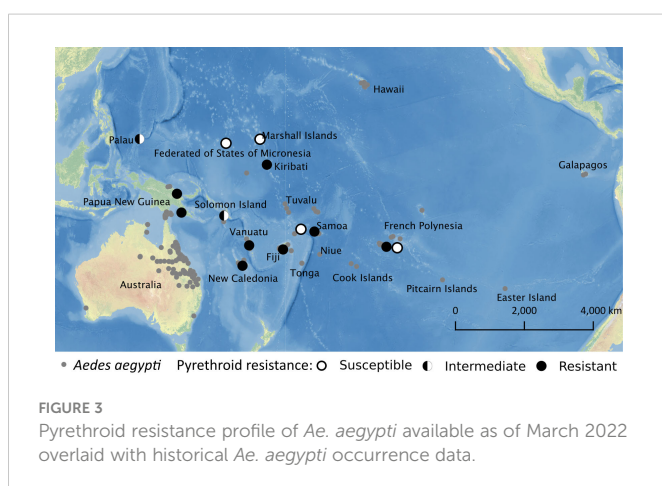 Hawaii
Palau
Marshall Islands
Federated of States of Micronesia
Kiribati
Galapagos
Papua New Guinea
Solomon Island
Tuvalu
Samoa
French Polynesia
Vanuatu
Fiji
Niue
New Caledonia
Tonga
Cook Islands
Pitcairn Islands
Australia
Easter Island
0 2,000 4,000 km
Aedes aegypti Pyrethroid resistance: Susceptible Intermediate Resistant
FIGURE 3
Pyrethroid resistance profile of Ae. aegypti available as of March 2022
overlaid with historical Ae. aegypti occurrence data.